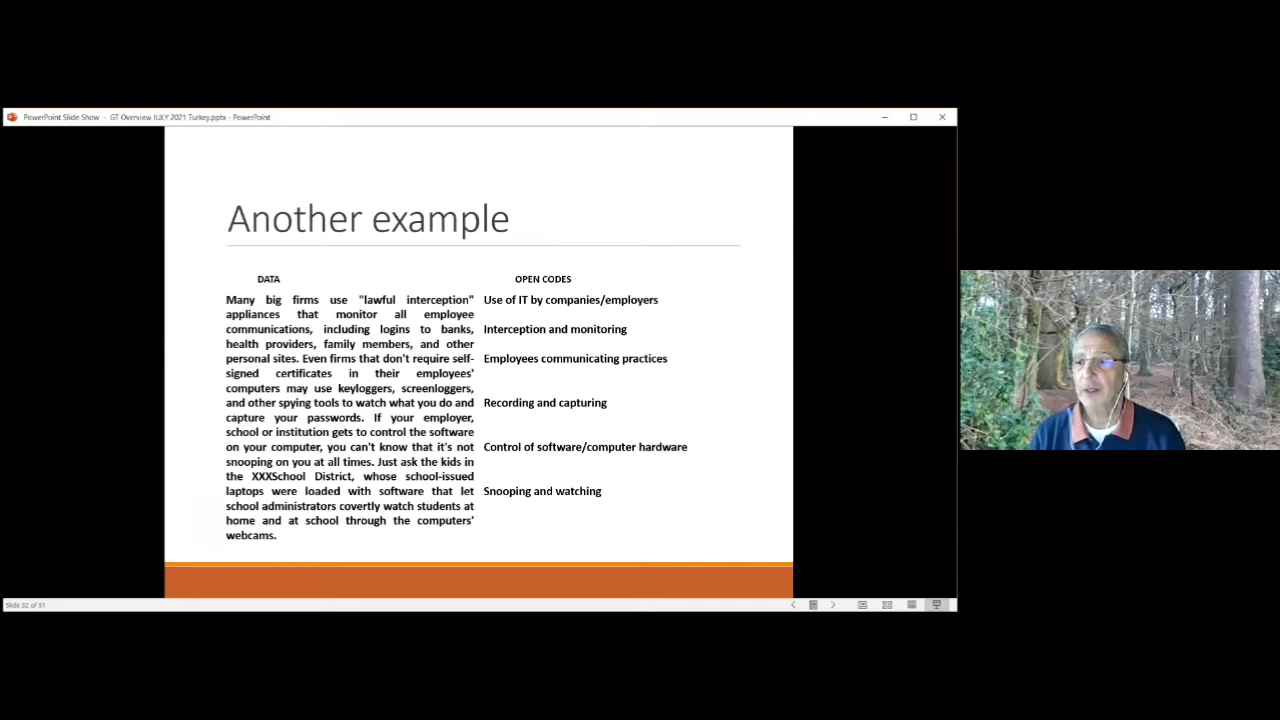 PowerPoint Slide Show - GT Overview JULY 2021 Turkey.pptx - PowerPoint
Another example
DATA
Many big firms use "lawful interception"
appliances that monitor all employee
communications, including logins to banks,
health providers, family members, and other
personal sites. Even firms that don't require self-
signed certificates in their employees'
computers may use keyloggers, screenloggers,
and other spying tools to watch what you do and
capture your passwords. If your employer,
school or institution gets to control the software
on your computer, you can't know that it's not
snooping on you at all times. Just ask the kids in
the XXXSchool District, whose school-issued
laptops were loaded with software that let
school administrators covertly watch students at
home and at school through the computers'
webcams.
OPEN CODES
Use of IT by companies/employers
Interception and monitoring
Employees communicating practices
Recording and capturing
Control of software/computer hardware
Snooping and watching
Slide 32 of 91